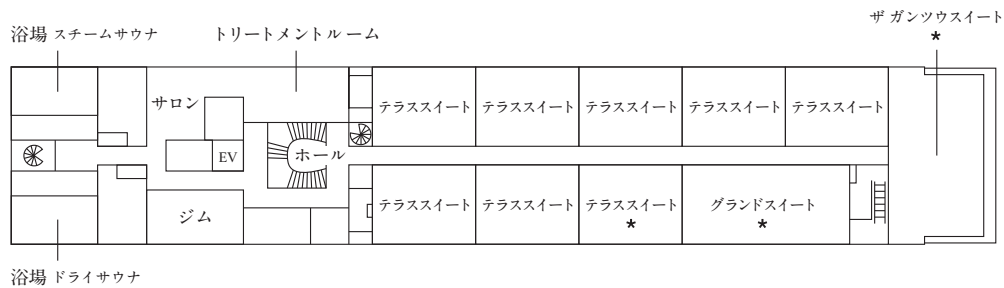 ザ ガンツウスイート
*
浴場 スチームサウナ
トリートメントルーム
サロン
テラススイート
テラススイート
テラススイート
テラススイート
テラススイート
EV
ホール
ジム
テラススイート
テラススイート
テラススイート
*
グランドスイート
*
浴場 ドライサウナ